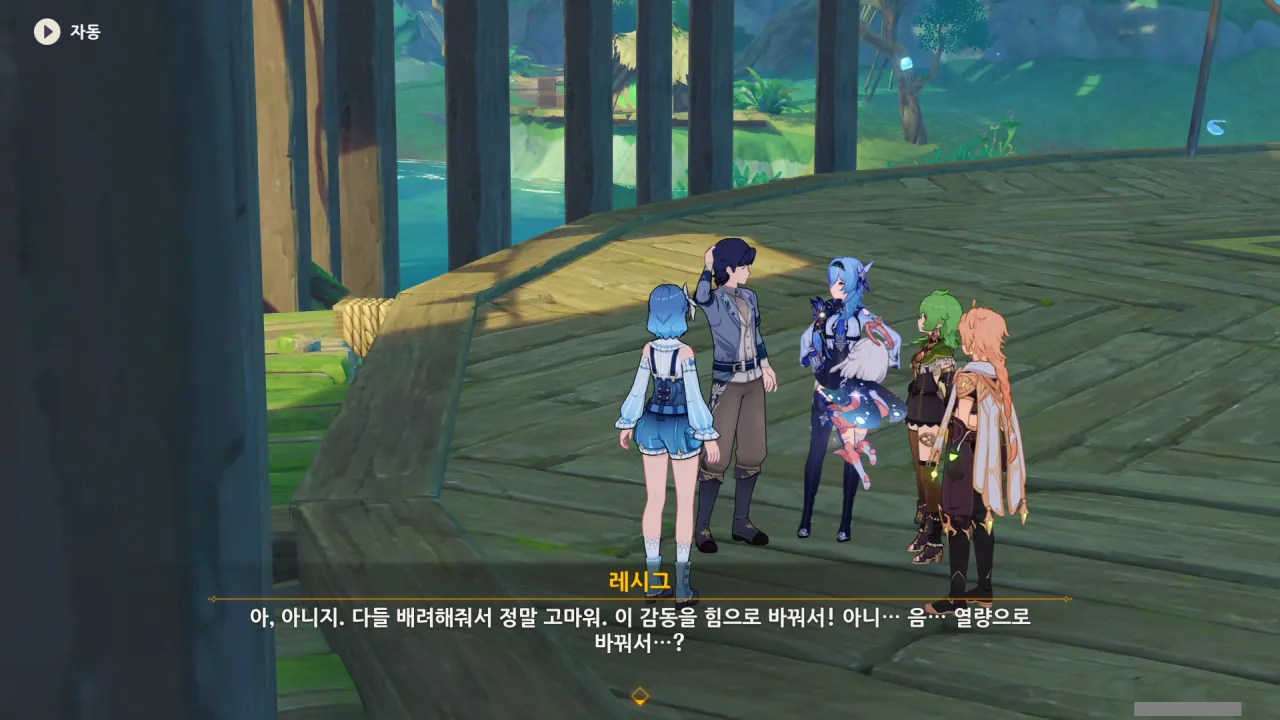 자동
레시그
아, 아니지. 다들 배려해줘서 정말 고마워. 이 감동을 힘으로 바꿔서! 아니… 음… 열량으로
바꿔서…?